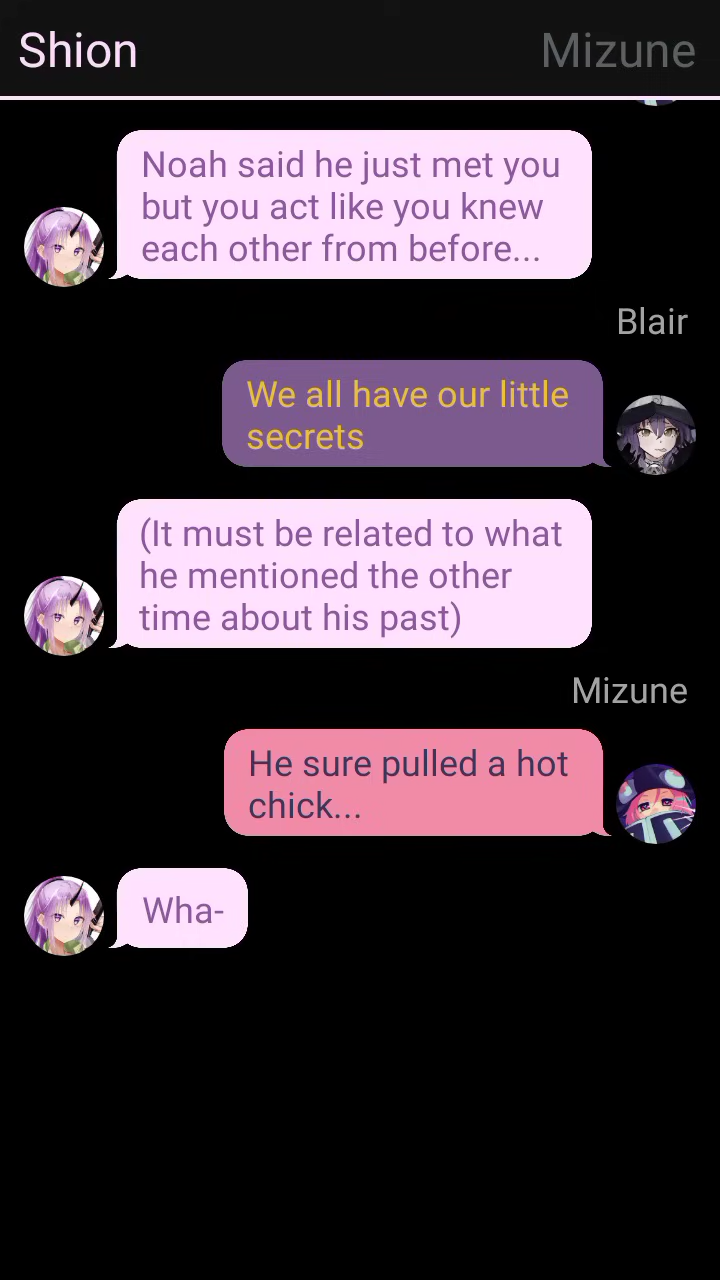 Shion Mizune
Noah said he just met you
but you act like you knew
each other from before...
Blair
We all have our little
secrets
(It must be related to what
he mentioned the other
time about his past)
Mizune
He sure pulled a hot
chick...
Wha-